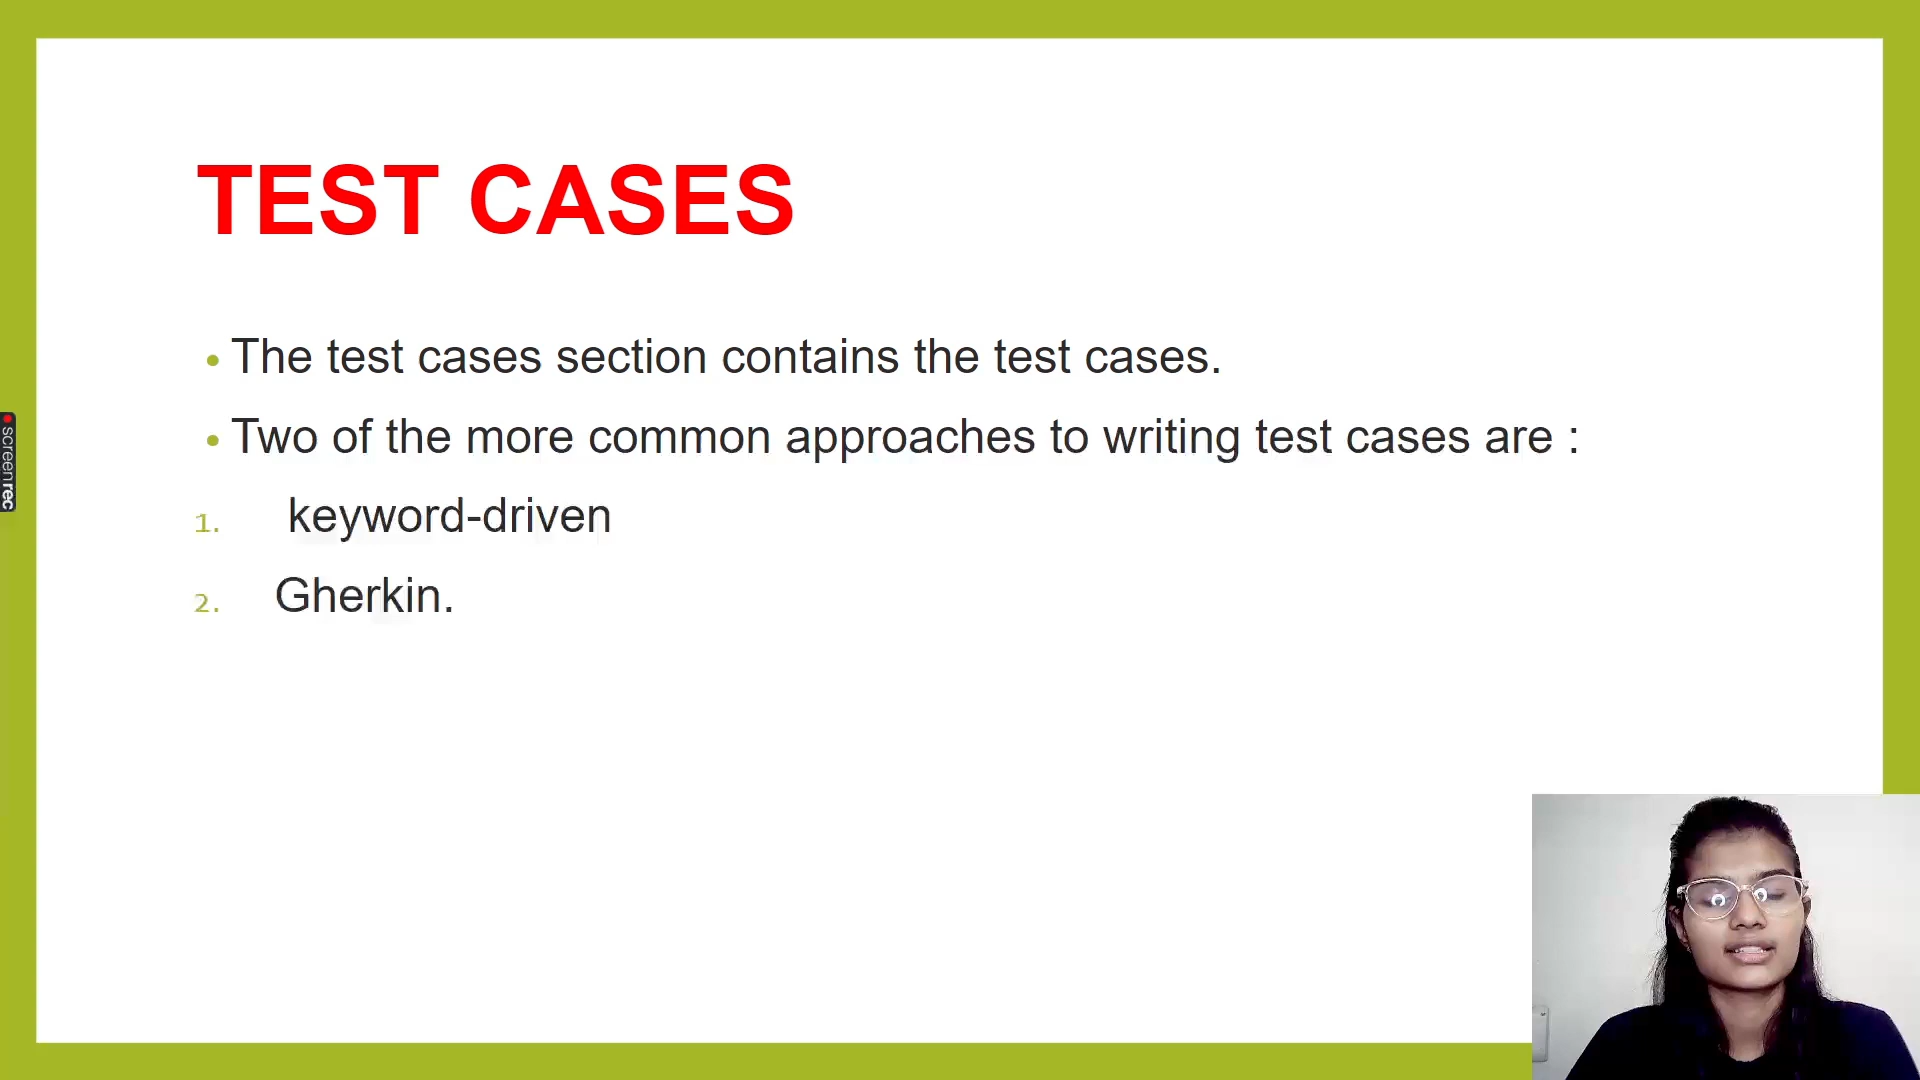 TEST CASES
• The test cases section contains the test cases.
• Two of the more common approaches to writing test cases are :
1. keyword-driven
2. Gherkin.
screenrec